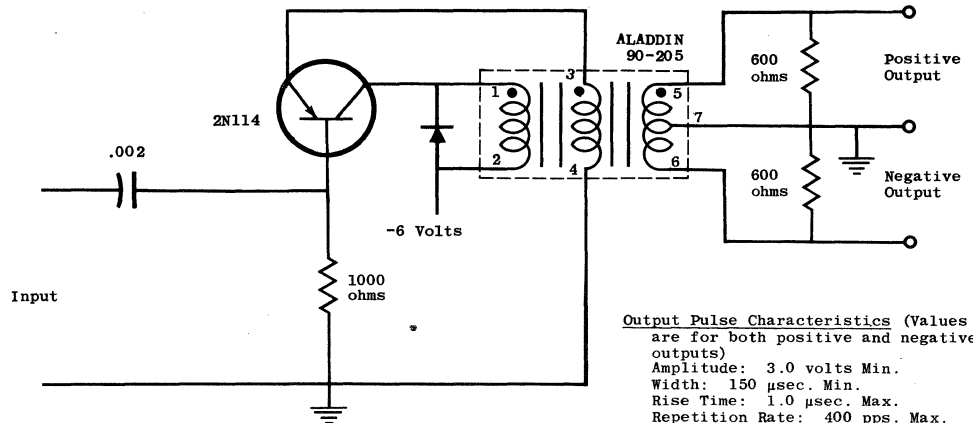 ALADDIN
90-205
600
ohms
Positive
Output
1
3
5
2N114
7
.002
2
4
6
600
ohms
Negative
Output
-6 Volts
1000
ohms
Input
Output Pulse Characteristics (Values
are for both positive and negative
outputs)
Amplitude: 3.0 volts Min.
Width: 150 μsec. Min.
Rise Time: 1.0 μsec. Max.
Repetition Rate: 400 pps. Max.